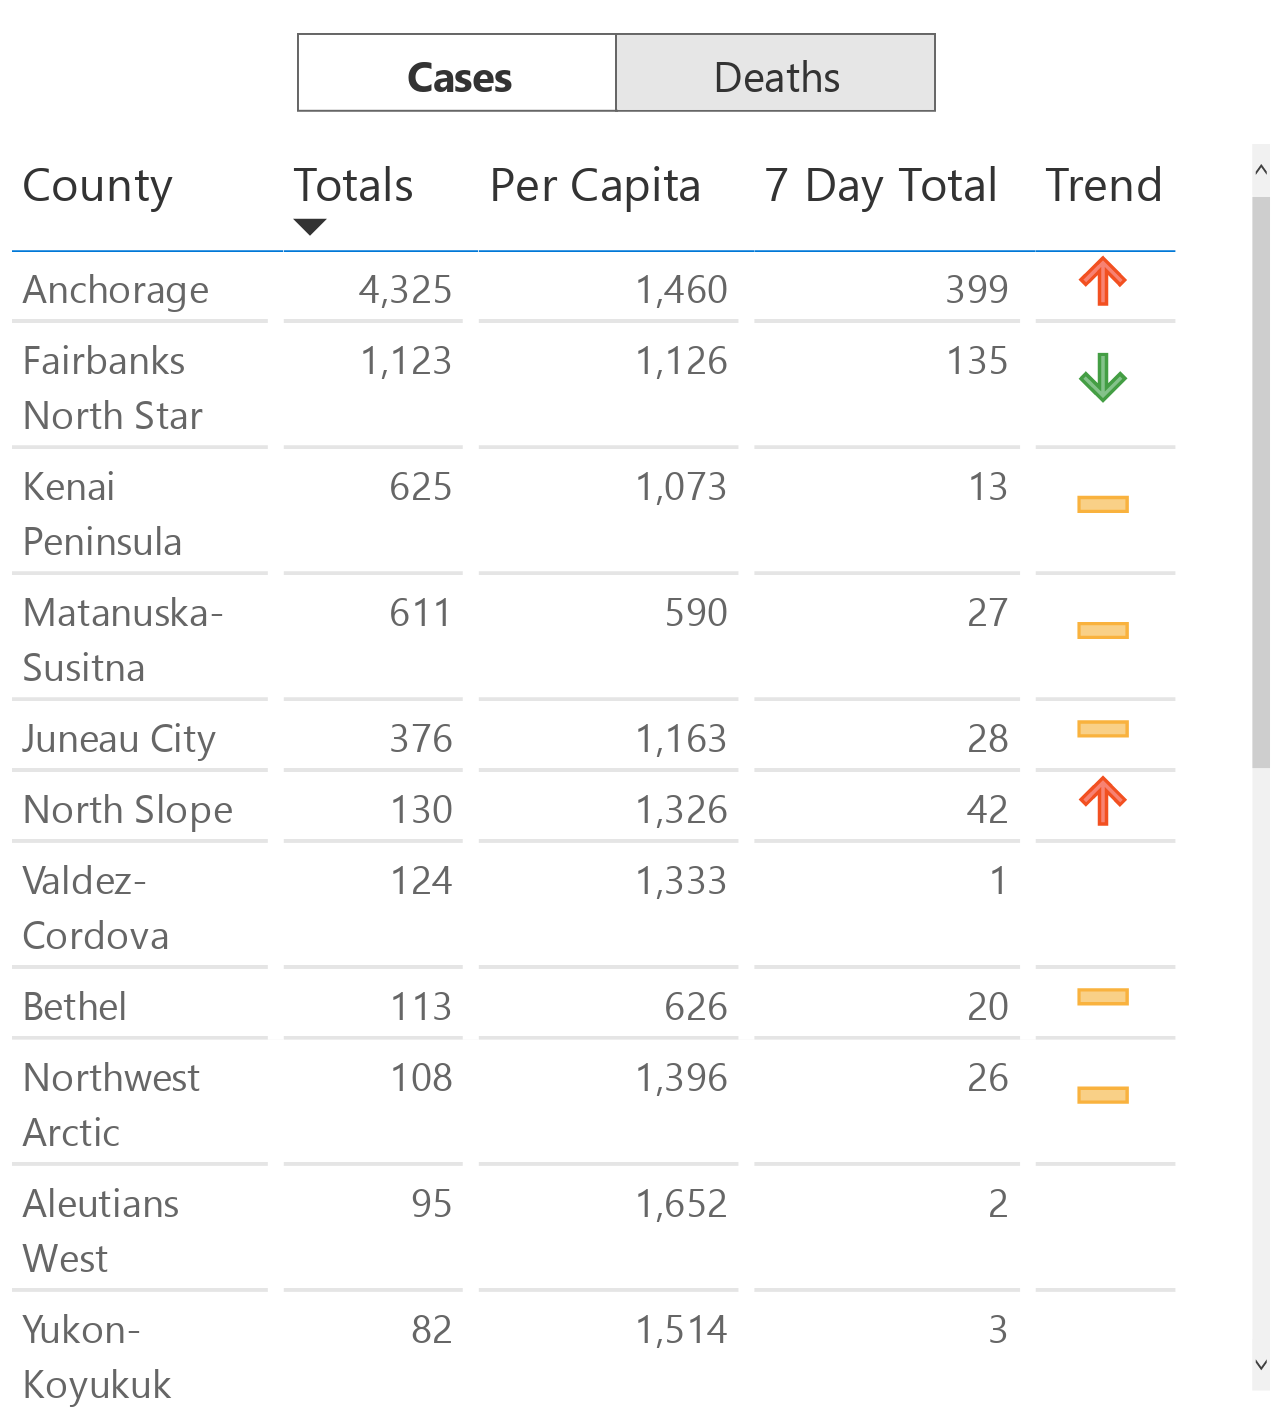 Cases Deaths
County Totals Per Capita 7 Day Total Trend
Anchorage 4,325 1,460 399
Fairbanks 1,123 1,126 135
North Star
Kenai 625 1,073 13
Peninsula
Matanuska- 611 590 27
Susitna
Juneau City 376 1,163 28
North Slope 130 1,326 42
Valdez- 124 1,333 1
Cordova
Bethel 113 626 20
Northwest 108 1,396 26
Arctic
Aleutians 95 1,652 2
West
Yukon- 82 1,514 3
Koyukuk